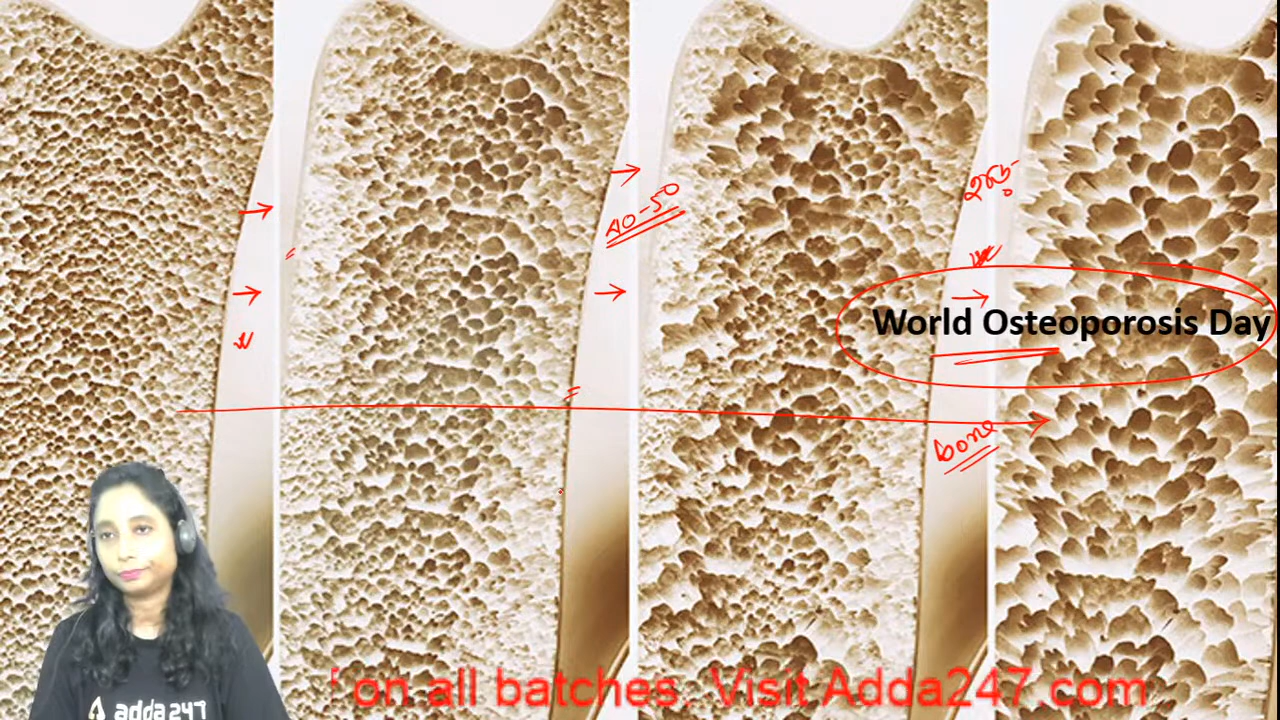 40-50
World Osteoporosis Day
bone
on all batches. Visit Adda247.com
adda247